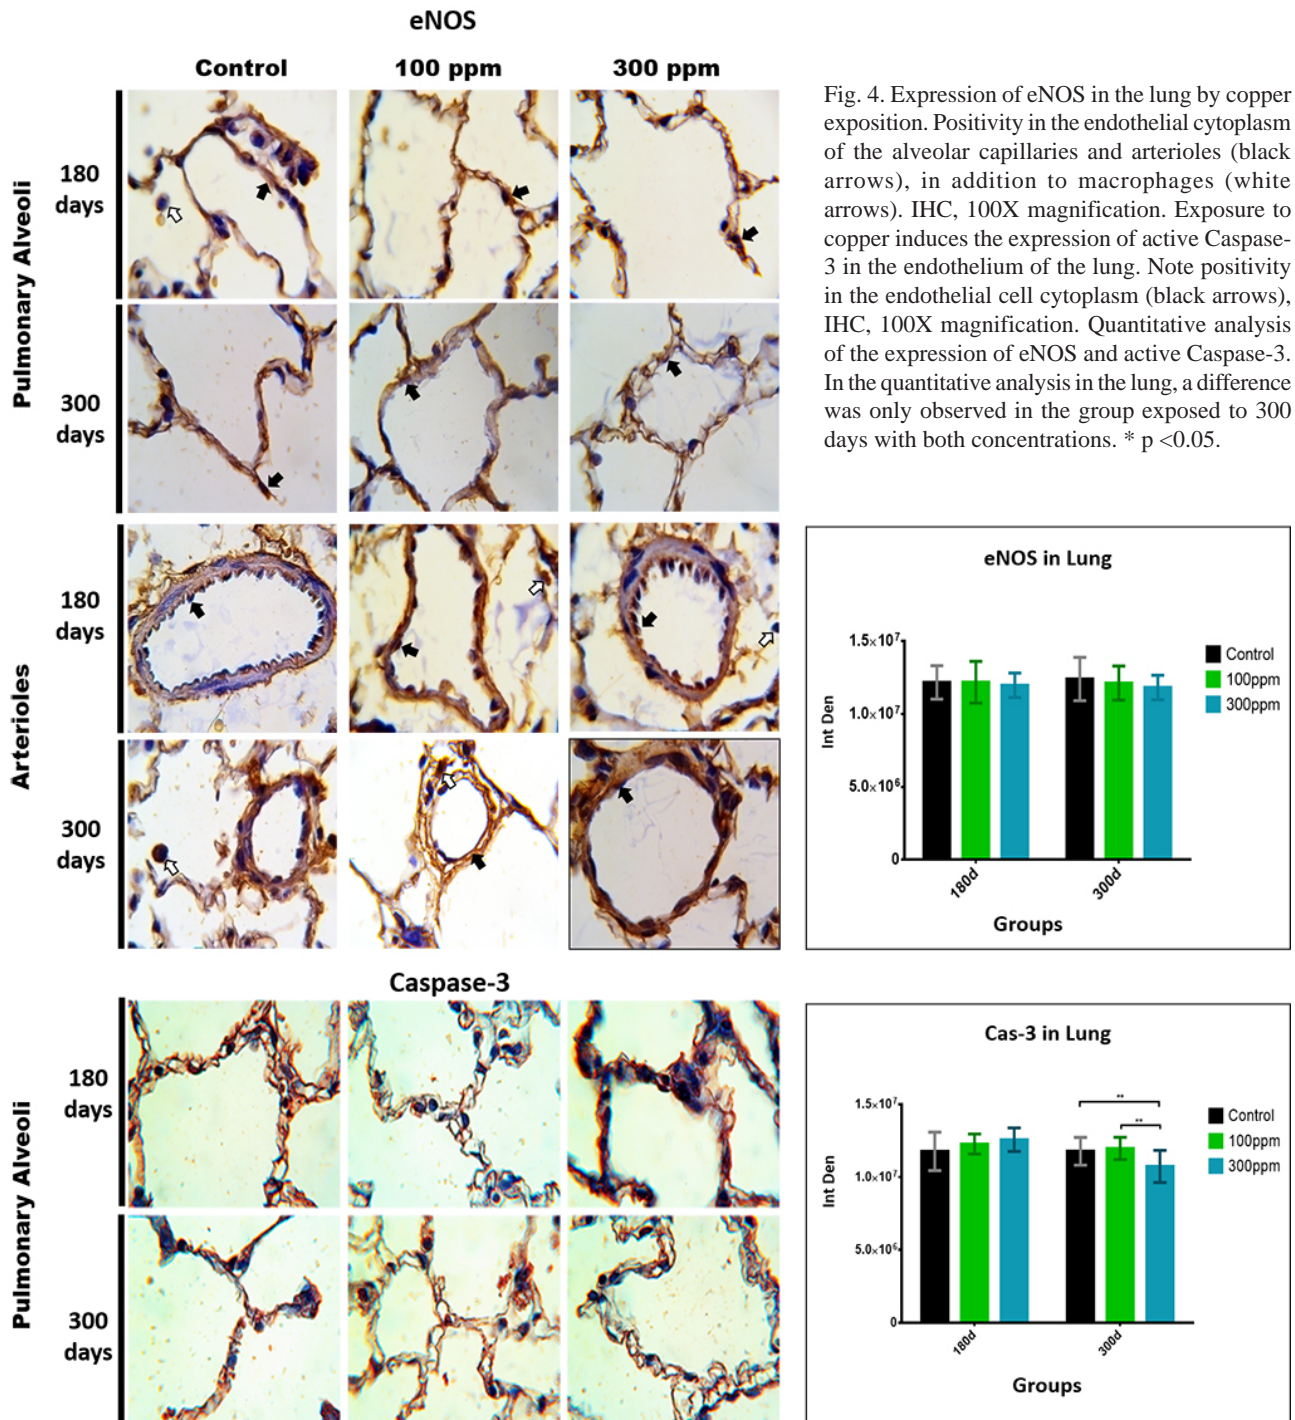 eNOS
Control 100 ppm 300 ppm
Pulmonary Alveoli
180
days
300
days
Arterioles
180
days
300
days
Caspase-3
Pulmonary Alveoli
180
days
300
days
Fig. 4. Expression of eNOS in the lung by copper
exposition. Positivity in the endothelial cytoplasm
of the alveolar capillaries and arterioles (black
arrows), in addition to macrophages (white
arrows). IHC, 100X magnification. Exposure to
copper induces the expression of active Caspase-
3 in the endothelium of the lung. Note positivity
in the endothelial cell cytoplasm (black arrows),
IHC, 100X magnification. Quantitative analysis
of the expression of eNOS and active Caspase-3.
In the quantitative analysis in the lung, a difference
was only observed in the group exposed to 300
days with both concentrations. * p <0.05.
eNOS in Lung
Int Den
1.5×10⁷
1.0×10⁷
5.0×10⁶
0
180d 300d
Groups
Control
100ppm
300ppm
Cas-3 in Lung
Int Den
1.5×10⁷
1.0×10⁷
5.0×10⁶
0
**
**
180d 300d
Groups
Control
100ppm
300ppm